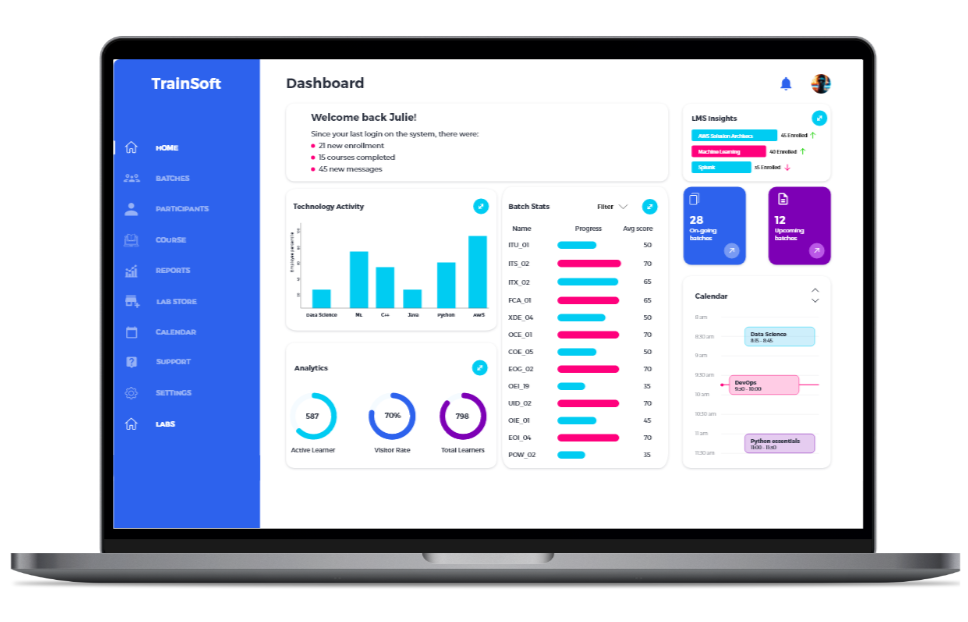 TrainSoft
HOME
BATCHES
PARTICIPANTS
COURSE
REPORTS
LAB STORE
CALENDAR
SUPPORT
SETTINGS
LABS
Dashboard
Welcome back Julie!
Since your last login on the system, there were:
21 new enrollment
15 courses completed
45 new messages
LMS Insights
AWS Solution Architect
45 Enrolled
Machine Learning
40 Enrolled
Splunk
15 Enrolled
Technology Activity
Data Science
ML
C++
Java
Python
AWS
Analytics
587
70%
798
Active Learner
Visitor Rate
Total Learners
Batch Stats
Filter
Name Progress Avg score
ITU_01 50
ITS_02 70
ITX_02 65
FCA_01 65
XDE_04 50
OCE_01 70
COE_05 50
EOG_02 70
OEI_19 35
UID_02 70
OIE_01 45
EOI_04 70
POW_02 35
28
On-going
batches
12
Upcoming
batches
Calendar
8 am
8:30 am
9 am
9:30 am
10:00 am
11 am
11:30 am
Data Science
8:15 - 8:45
DevOps
9:30 - 10:00
Python essentials
11:00 - 11:40